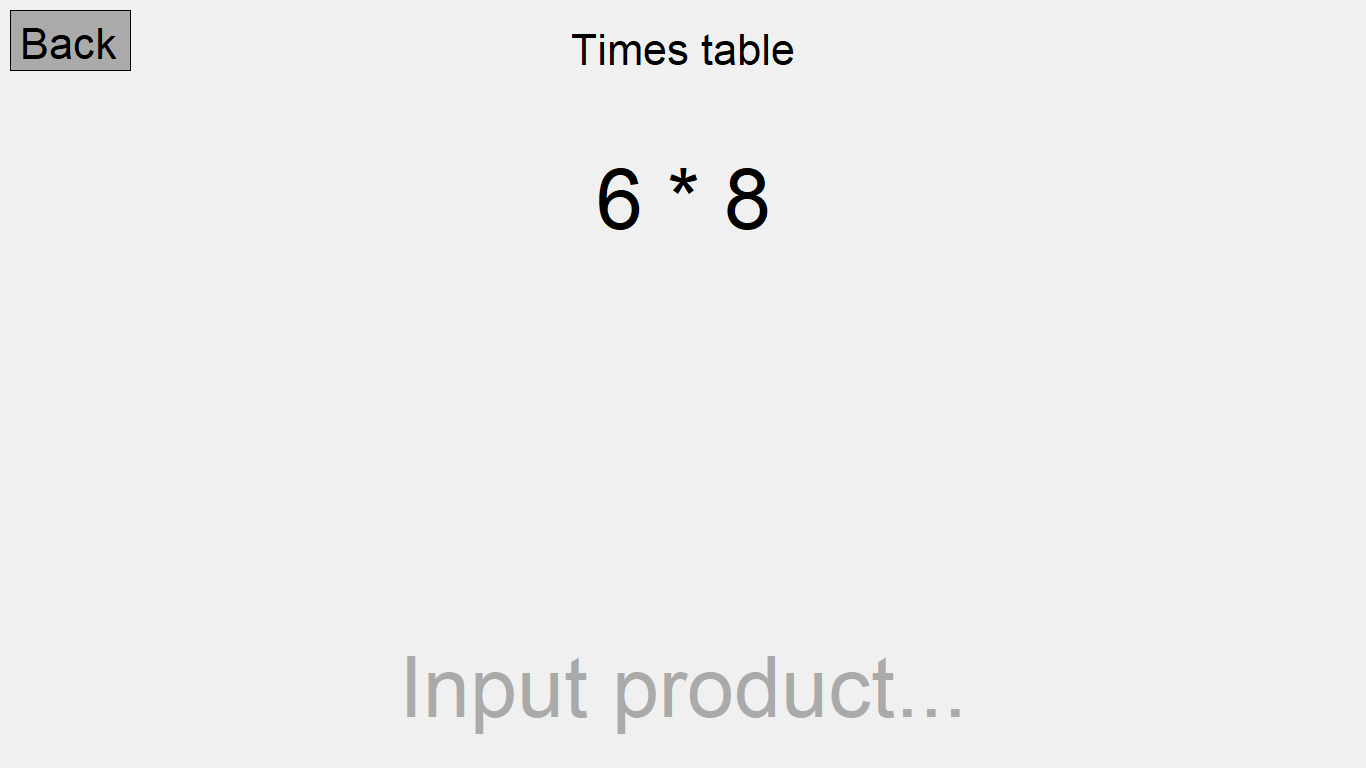 Back
Times table
6 * 8
Input product...